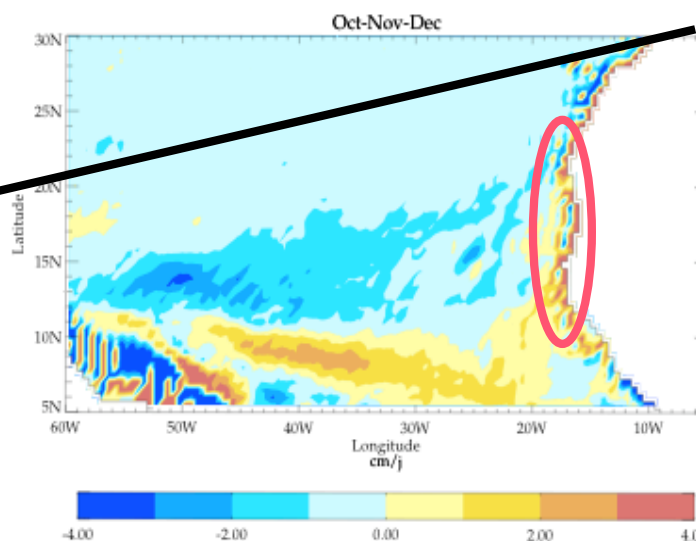 Oct-Nov-Dec
30N
25N
20N
15N
10N
5N
Latitude
60W 50W 40W 30W 20W 10W
Longitude
cm/j
-4.00 -2.00 0.00 2.00 4.0